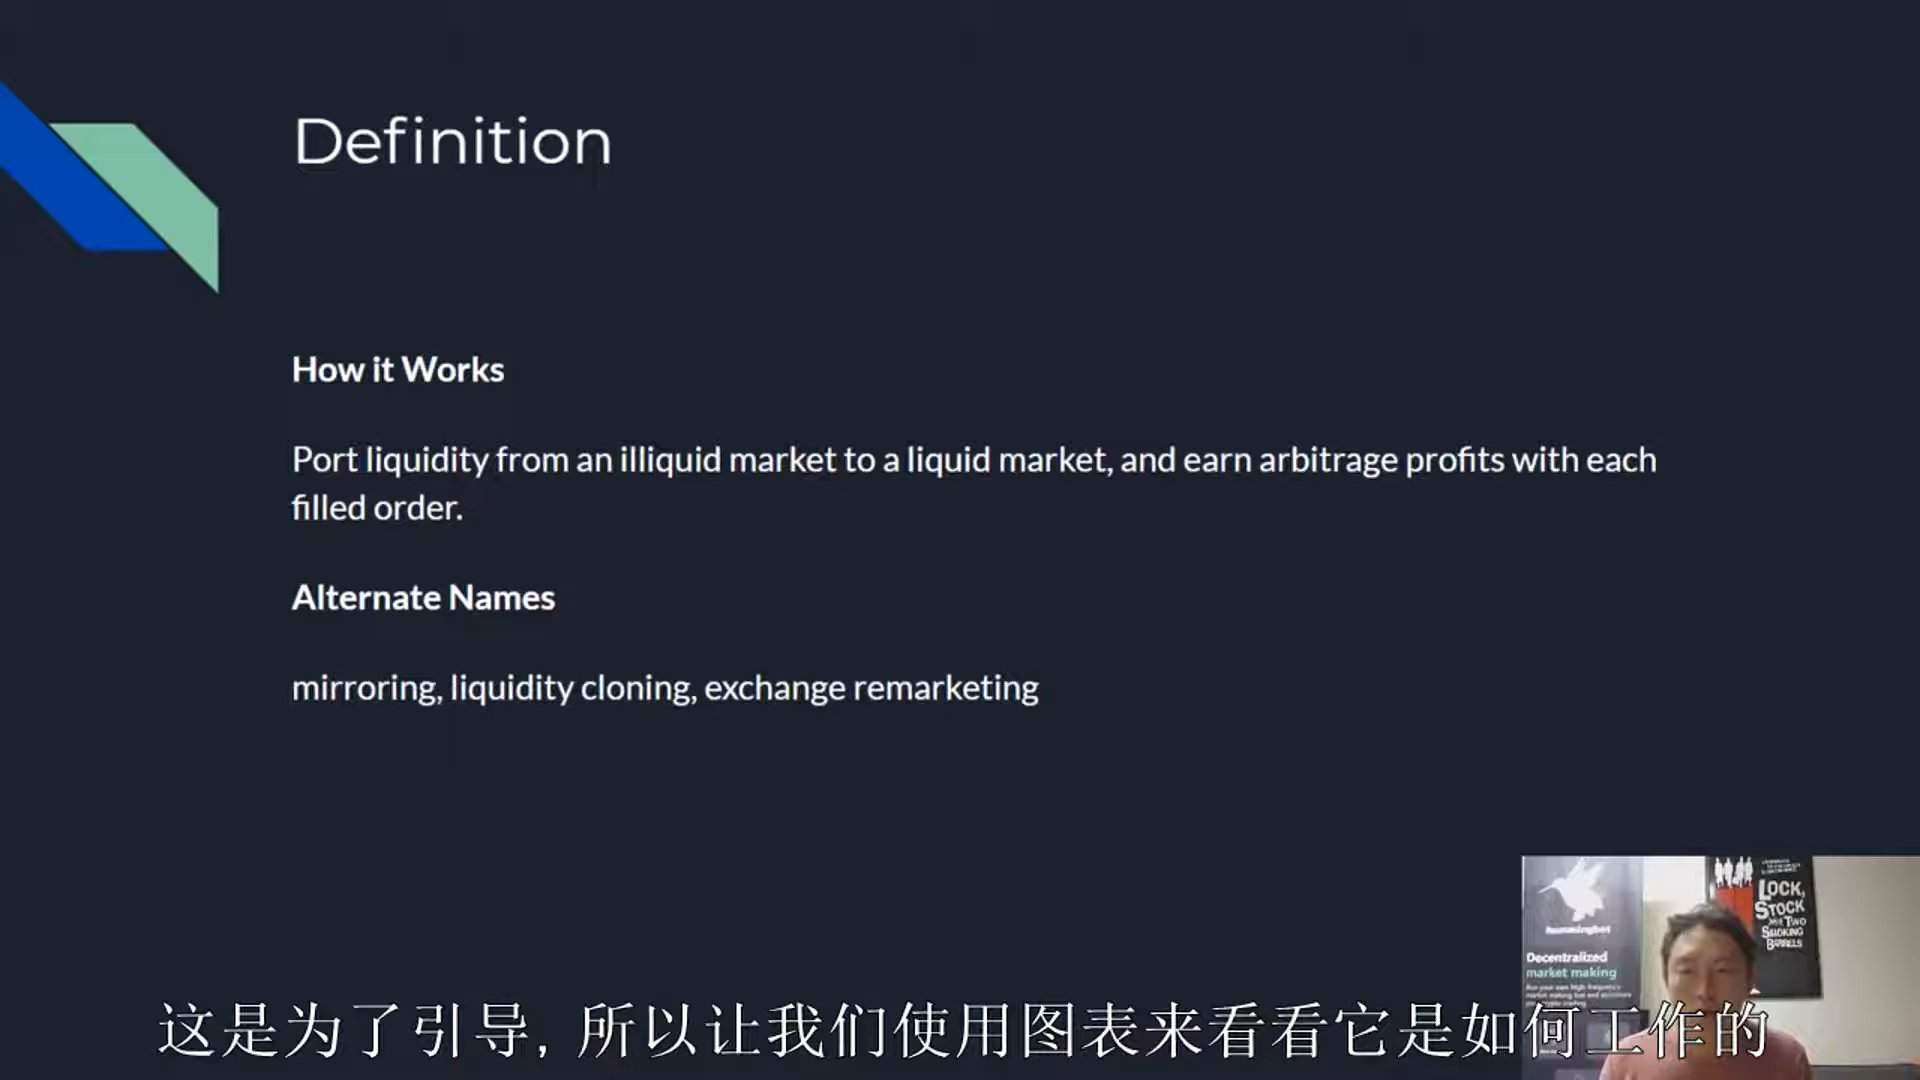 Definition
How it Works
Port liquidity from an illiquid market to a liquid market, and earn arbitrage profits with each
filled order.
Alternate Names
mirroring, liquidity cloning, exchange remarketing
hummingbot
Decentralized
market making
LOCK,
STOCK
AND TWO
SMOKING
BARRELS
这是为了引导, 所以让我们使用图表来看看它是如何工作的